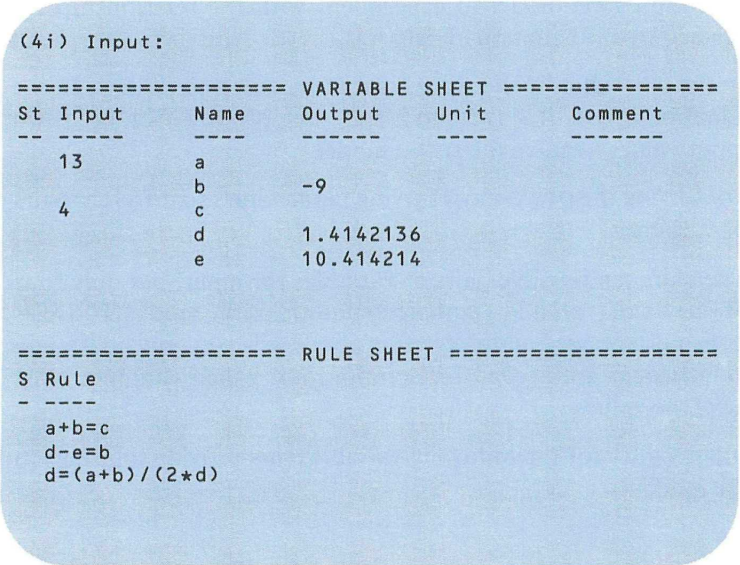 (4i) Input:
==================== VARIABLE SHEET ================
St Input Name Output Unit Comment
-- ----- ---- ------ ---- -------
13 a
b -9
4 c
d 1.4142136
e 10.414214
==================== RULE SHEET ====================
S Rule
- ----
a+b=c
d-e=b
d=(a+b)/(2*d)